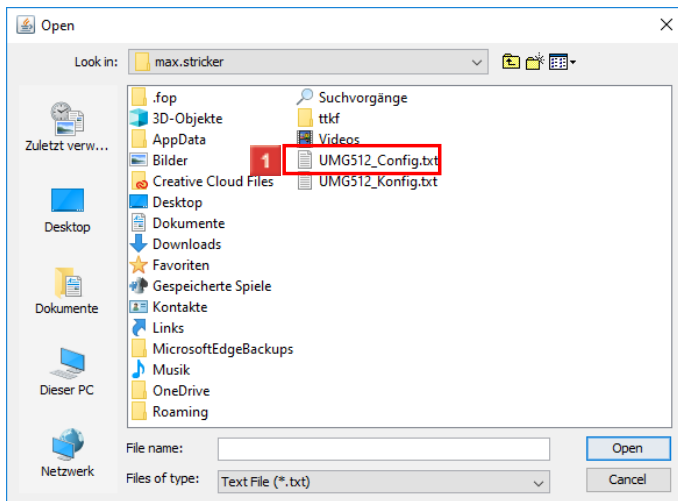 Open
Look in:
max.stricker
Zuletzt verw...
Desktop
Dokumente
Dieser PC
Netzwerk
.fop
3D-Objekte
AppData
Bilder
Creative Cloud Files
Desktop
Dokumente
Downloads
Favoriten
Gespeicherte Spiele
Kontakte
Links
MicrosoftEdgeBackups
Musik
OneDrive
Roaming
Suchvorgänge
ttkf
Videos
1
UMG512_Config.txt
UMG512_Konfig.txt
File name:
Open
Files of type:
Text File (*.txt)
Cancel